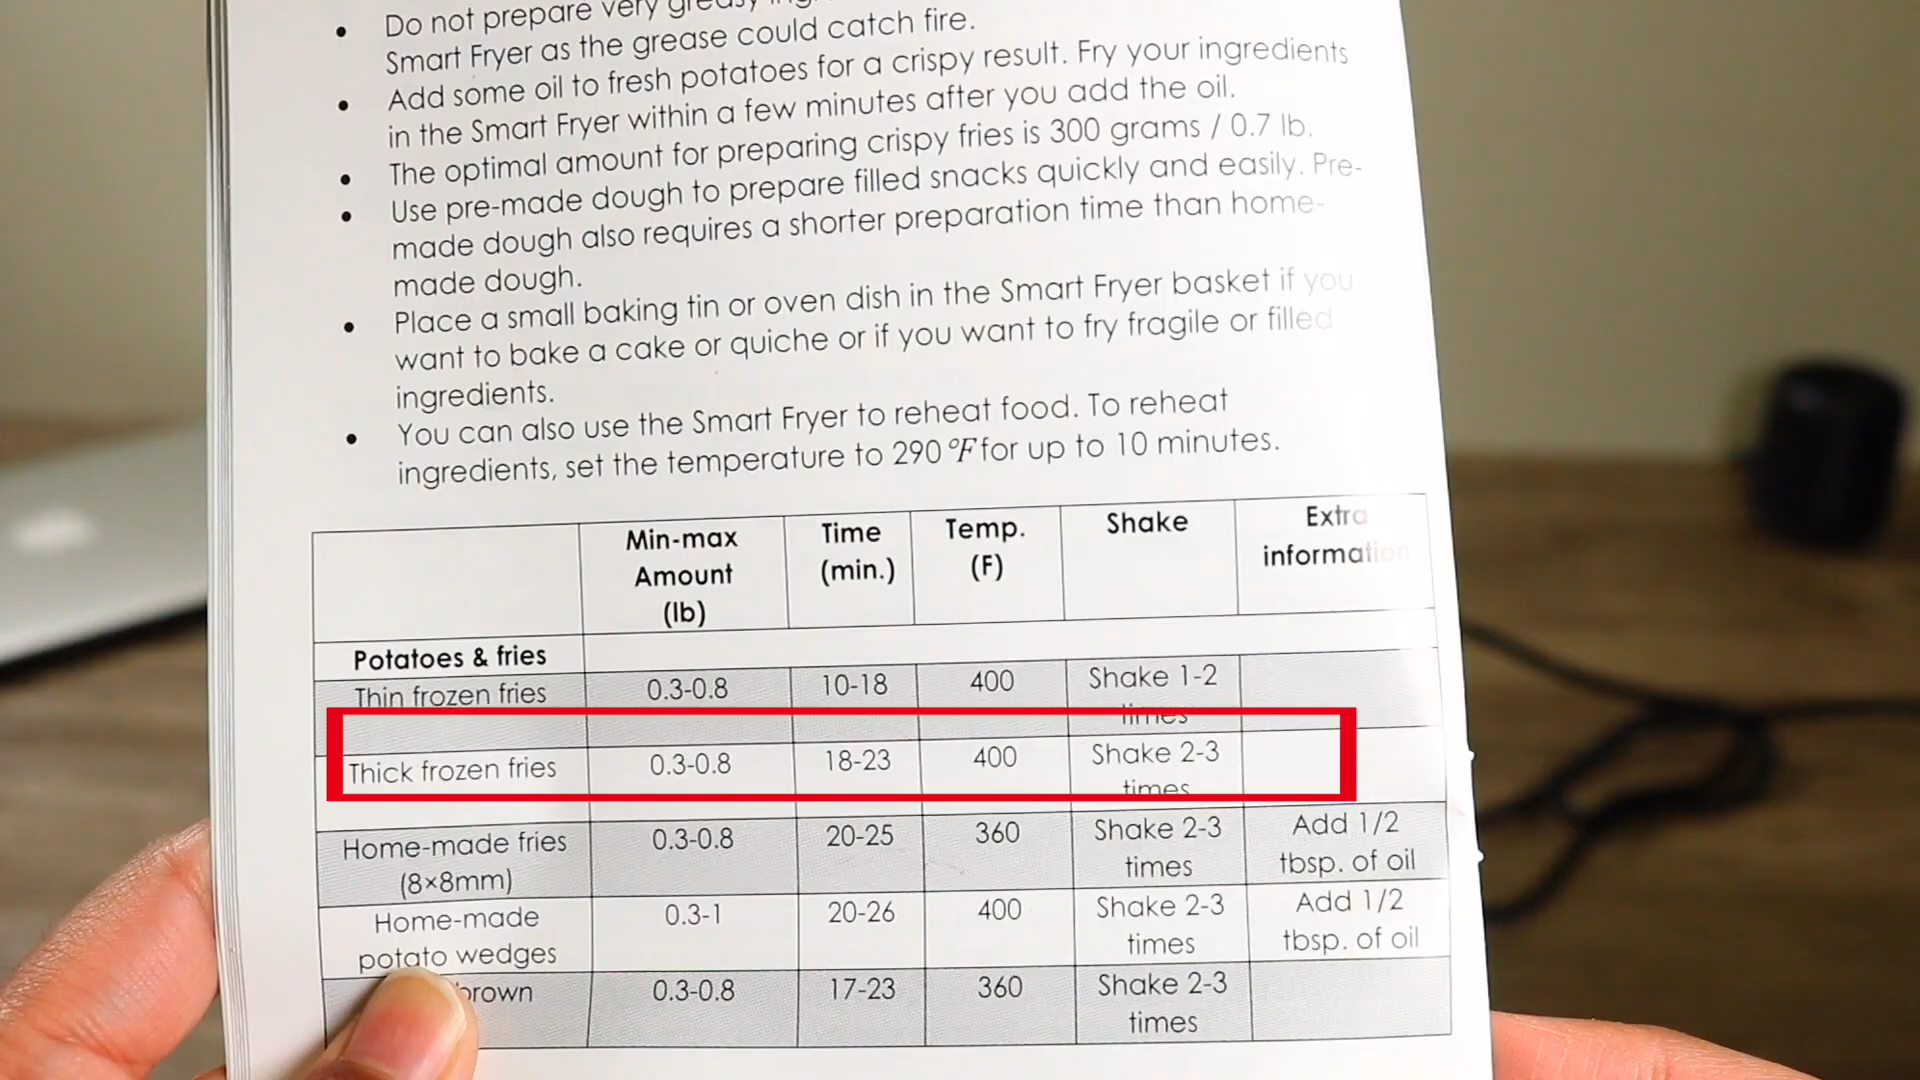 • Do not prepare very greasy
Smart Fryer as the grease could catch fire.
• Add some oil to fresh potatoes for a crispy result. Fry your ingredients
in the Smart Fryer within a few minutes after you add the oil.
• The optimal amount for preparing crispy fries is 300 grams / 0.7 lb.
• Use pre-made dough to prepare filled snacks quickly and easily. Pre-
made dough also requires a shorter preparation time than home-
made dough.
• Place a small baking tin or oven dish in the Smart Fryer basket if you
want to bake a cake or quiche or if you want to fry fragile or filled
ingredients.
• You can also use the Smart Fryer to reheat food. To reheat
ingredients, set the temperature to 290 °F for up to 10 minutes.
Min-max Time Temp. Shake Extra
Amount (min.) (F) information
(lb)
Potatoes & fries
Thin frozen fries 0.3-0.8 10-18 400 Shake 1-2
times
Thick frozen fries 0.3-0.8 18-23 400 Shake 2-3
times
Home-made fries 0.3-0.8 20-25 360 Shake 2-3 Add 1/2
(8×8mm) times tbsp. of oil
Home-made 0.3-1 20-26 400 Shake 2-3 Add 1/2
potato wedges times tbsp. of oil
brown 0.3-0.8 17-23 360 Shake 2-3
times